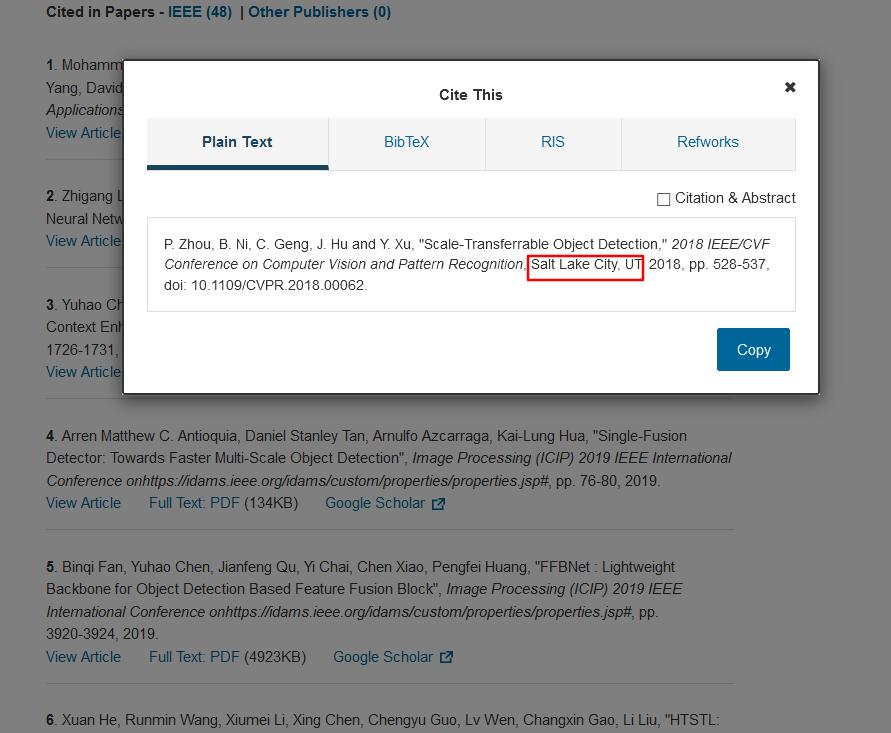 Cited in Papers - IEEE (48) | Other Publishers (0)
1. Mohamm
Yang, David
Applications
View Article
2. Zhigang L
Neural Netw
View Article
3. Yuhao Ch
Context Enh
1726-1731,
View Article
Cite This
✖
Plain Text
BibTeX
RIS
Refworks
Citation & Abstract
P. Zhou, B. Ni, C. Geng, J. Hu and Y. Xu, "Scale-Transferrable Object Detection," 2018 IEEE/CVF
Conference on Computer Vision and Pattern Recognition, Salt Lake City, UT, 2018, pp. 528-537,
doi: 10.1109/CVPR.2018.00062.
Copy
4. Arren Matthew C. Antioquia, Daniel Stanley Tan, Arnulfo Azcarraga, Kai-Lung Hua, "Single-Fusion
Detector: Towards Faster Multi-Scale Object Detection", Image Processing (ICIP) 2019 IEEE International
Conference onhttps://idams.ieee.org/idams/custom/properties/properties.jsp#, pp. 76-80, 2019.
View Article Full Text: PDF (134KB) Google Scholar
5. Binqi Fan, Yuhao Chen, Jianfeng Qu, Yi Chai, Chen Xiao, Pengfei Huang, "FFBNet : Lightweight
Backbone for Object Detection Based Feature Fusion Block", Image Processing (ICIP) 2019 IEEE
International Conference onhttps://idams.ieee.org/idams/custom/properties/properties.jsp#, pp.
3920-3924, 2019.
View Article Full Text: PDF (4923KB) Google Scholar
6. Xuan He, Runmin Wang, Xiumei Li, Xing Chen, Chengyu Guo, Lv Wen, Changxin Gao, Li Liu, "HTSTL: